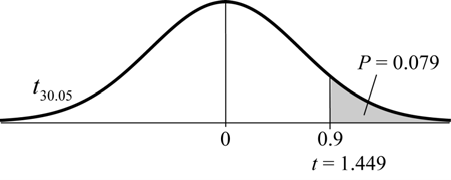 P = 0.079
t30.05
0 0.9
t = 1.449